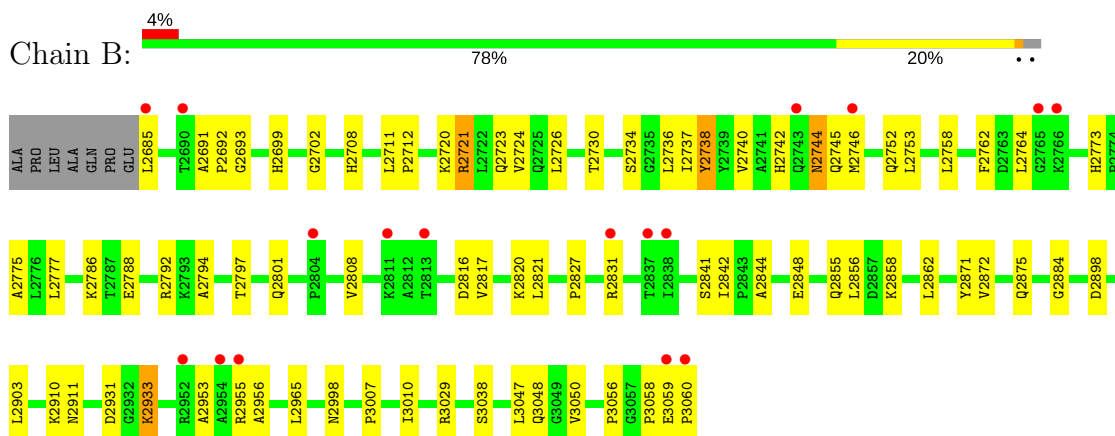 4%
Chain B:
78% 20% • •
ALA PRO LEU ALA GLN PRO GLU L2685 T2690 A2691 P2692 G2693 H2699 G2702 H2708 L2711 P2712 K2720 R2721 L2722 Q2723 V2724 Q2725 L2726 T2730 S2734 G2735 L2736 I2737 Y2738 Y2739 V2740 A2741 H2742 Q2743 N2744 L2745 M2746 Q2752 L2753 L2758 F2762 D2763 L2764 G2765 K2766 H2773
A2775 L2776 L2777 K2786 T2787 E2788 R2792 K2793 A2794 T2797 Q2801 P2804 V2808 K2811 A2812 T2813 D2816 V2817 K2820 L2821 P2827 R2831 T2837 I2838 S2841 I2842 P2843 A2844 E2848 Q2855 L2856 D2857 K2858 L2862 Y2871 V2872 Q2875 G2884 D2898
L2903 K2910 N2911 D2931 G2932 K2933 R2952 A2953 A2954 R2955 A2956 L2965 N2998 P3007 I3010 R3029 S3038 L3047 Q3048 G3049 V3050 P3056 G3057 P3058 E3059 P3060